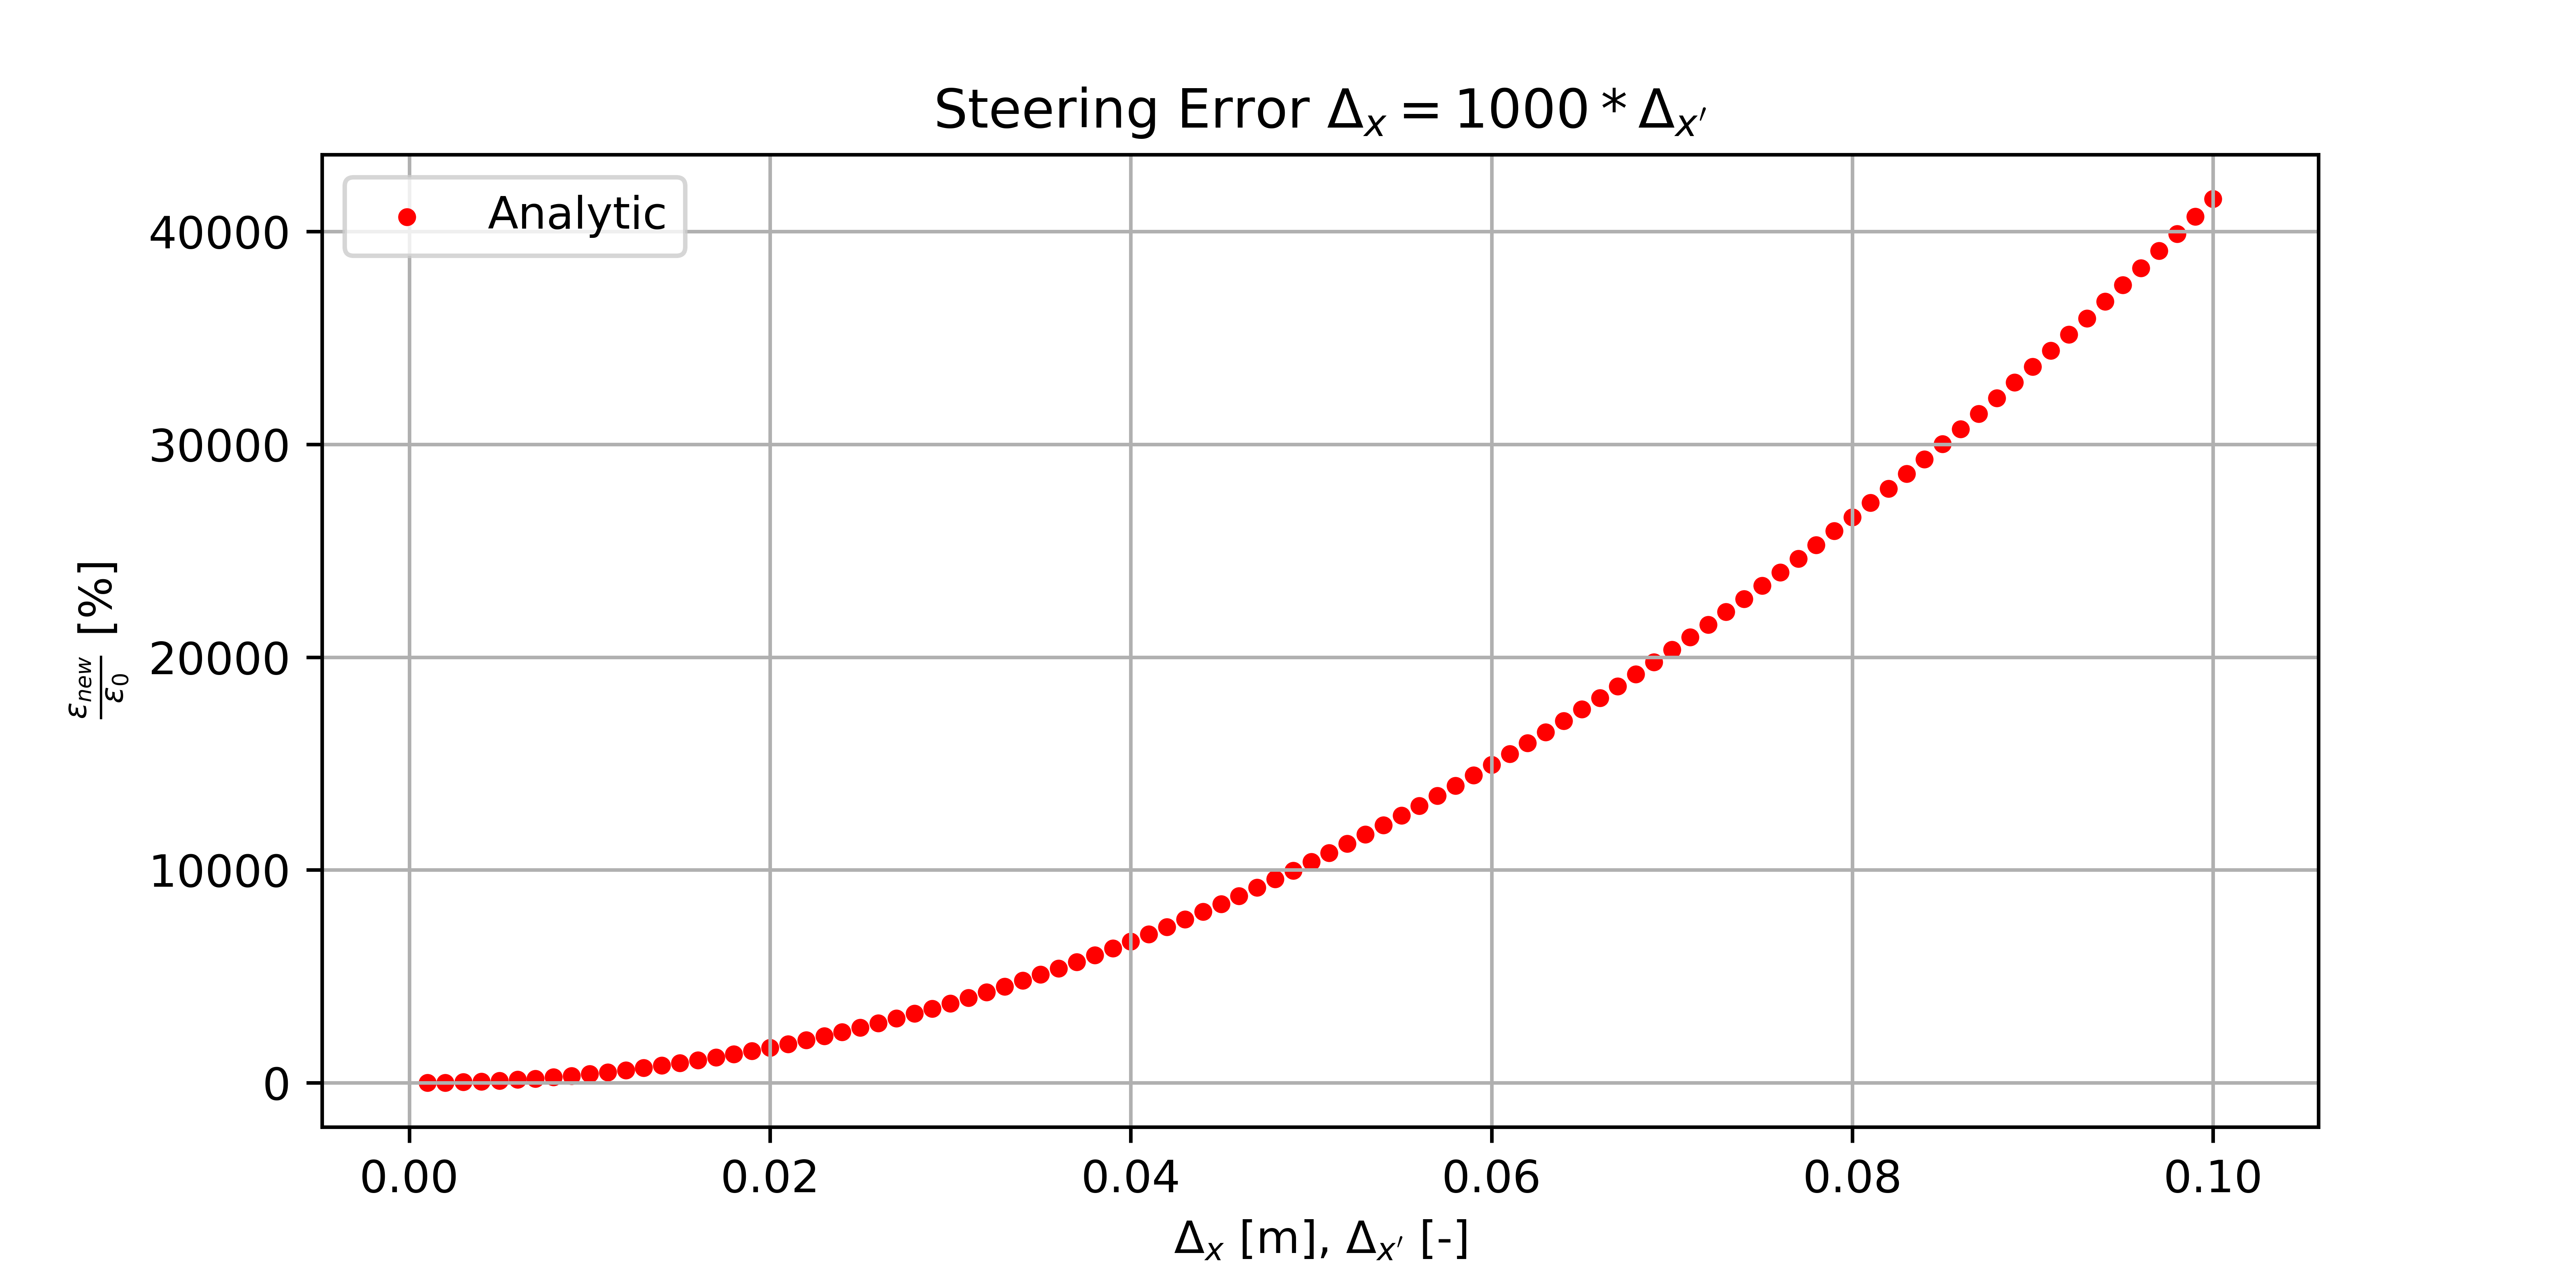 Steering Error Δx = 1000 * Δx′
Analytic
40000
30000
20000
10000
0
εnew/ε0 [%]
0.00 0.02 0.04 0.06 0.08 0.10
Δx [m], Δx′ [-]